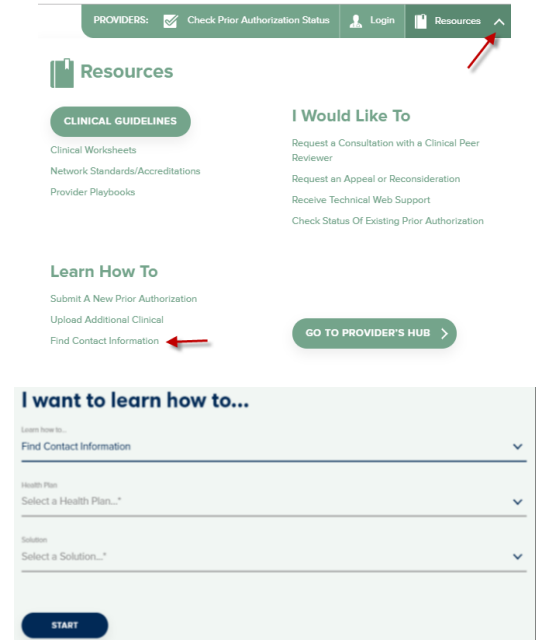 PROVIDERS: Check Prior Authorization Status Login Resources
Resources
CLINICAL GUIDELINES
Clinical Worksheets
Network Standards/Accreditations
Provider Playbooks
I Would Like To
Request a Consultation with a Clinical Peer
Reviewer
Request an Appeal or Reconsideration
Receive Technical Web Support
Check Status Of Existing Prior Authorization
Learn How To
Submit A New Prior Authorization
Upload Additional Clinical
Find Contact Information
GO TO PROVIDER'S HUB
I want to learn how to...
Learn how to...
Find Contact Information
Health Plan
Select a Health Plan...*
Solution
Select a Solution...*
START